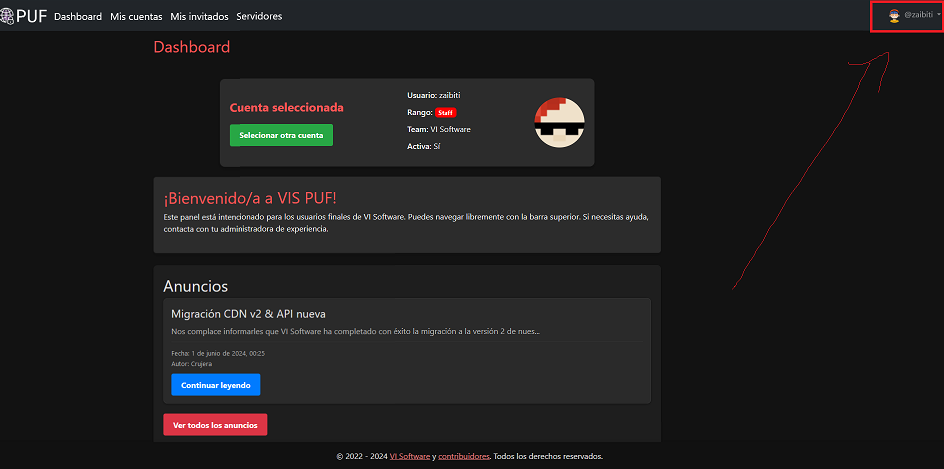 PUF Dashboard Mis cuentas Mis invitados Servidores @zaibiti
Dashboard
Cuenta seleccionada
Selecionar otra cuenta
Usuario: zaibiti
Rango: Staff
Team: VI Software
Activa: Sí
¡Bienvenido/a a VIS PUF!
Este panel está intencionado para los usuarios finales de VI Software. Puedes navegar libremente con la barra superior. Si necesitas ayuda,
contacta con tu administradora de experiencia.
Anuncios
Migración CDN v2 & API nueva
Nos complace informarles que VI Software ha completado con éxito la migración a la versión 2 de nues...
Fecha: 1 de junio de 2024, 00:25
Autor: Crujera
Continuar leyendo
Ver todos los anuncios
© 2022 - 2024 VI Software y contribuidores. Todos los derechos reservados.